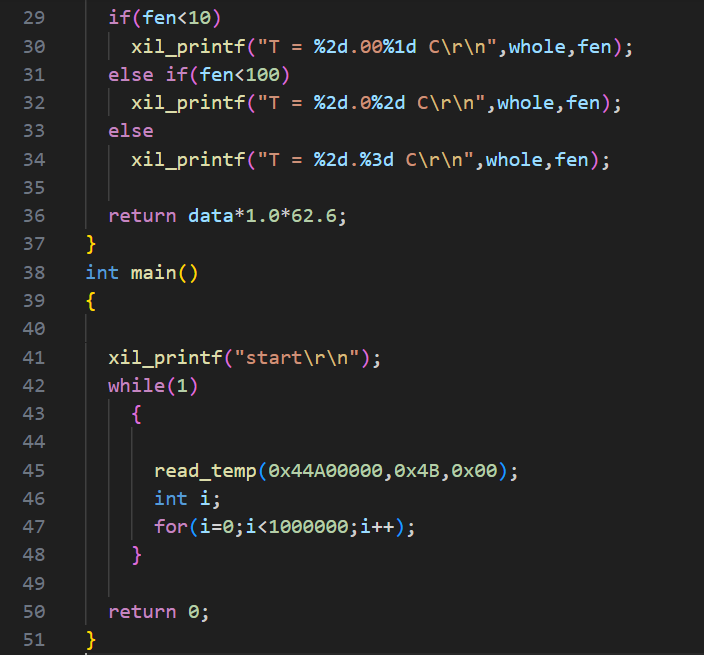 29 if(fen<10)
30 xil_printf("T = %2d.00%1d C\r\n",whole,fen);
31 else if(fen<100)
32 xil_printf("T = %2d.0%2d C\r\n",whole,fen);
33 else
34 xil_printf("T = %2d.%3d C\r\n",whole,fen);
35
36 return data*1.0*62.6;
37 }
38 int main()
39 {
40
41 xil_printf("start\r\n");
42 while(1)
43 {
44
45 read_temp(0x44A00000,0x4B,0x00);
46 int i;
47 for(i=0;i<1000000;i++);
48 }
49
50 return 0;
51 }